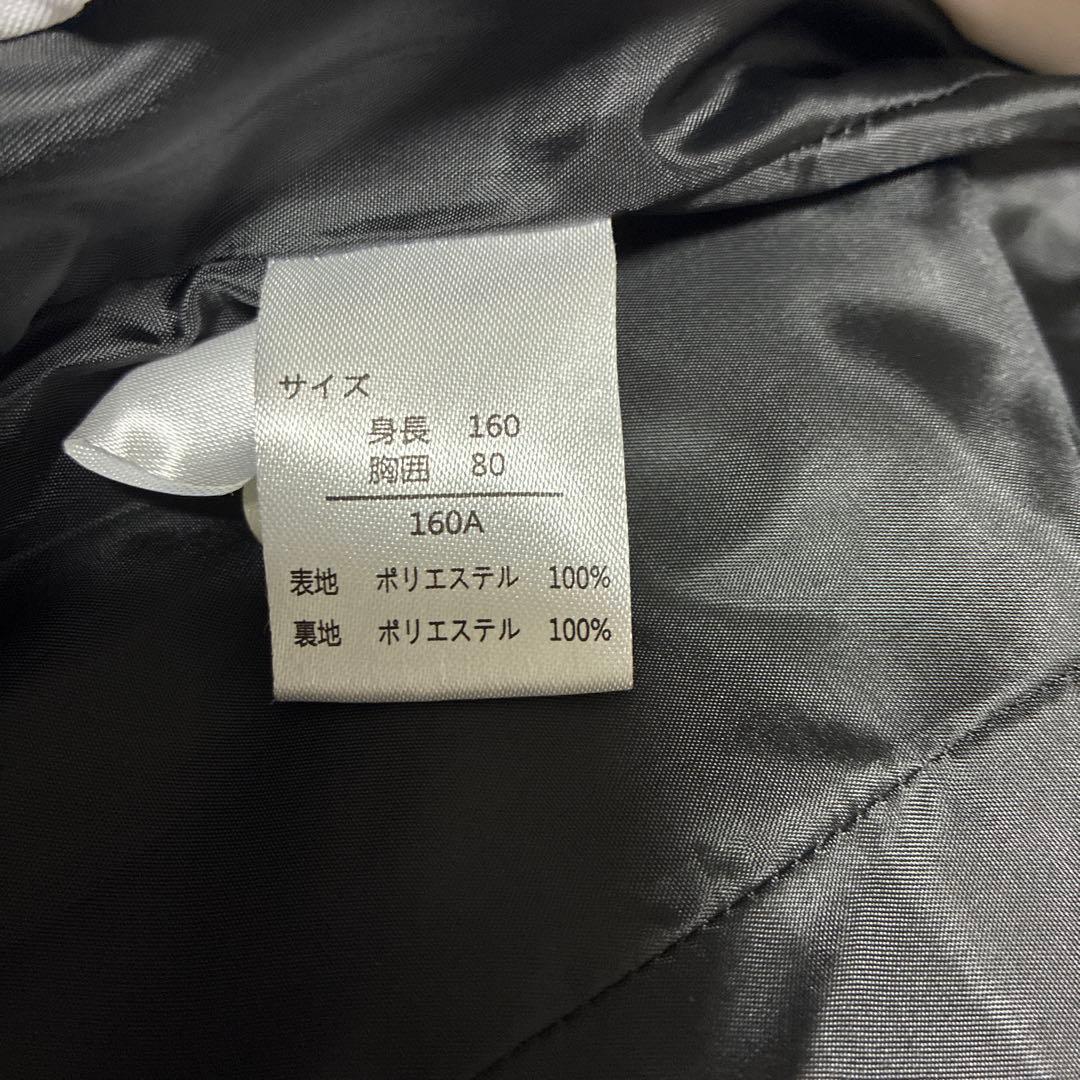 サイズ
身長 160
胸囲 80
160A
表地 ポリエステル 100%
裏地 ポリエステル 100%